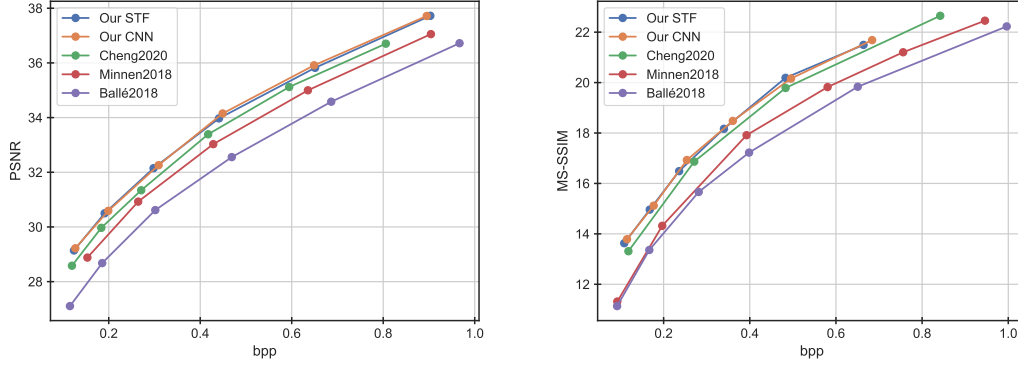 38
36
34
32
30
28
PSNR
Our STF
Our CNN
Cheng2020
Minnen2018
Ballé2018
0.2 0.4 0.6 0.8 1.0
bpp
22
20
18
16
14
12
MS-SSIM
Our STF
Our CNN
Cheng2020
Minnen2018
Ballé2018
0.2 0.4 0.6 0.8 1.0
bpp